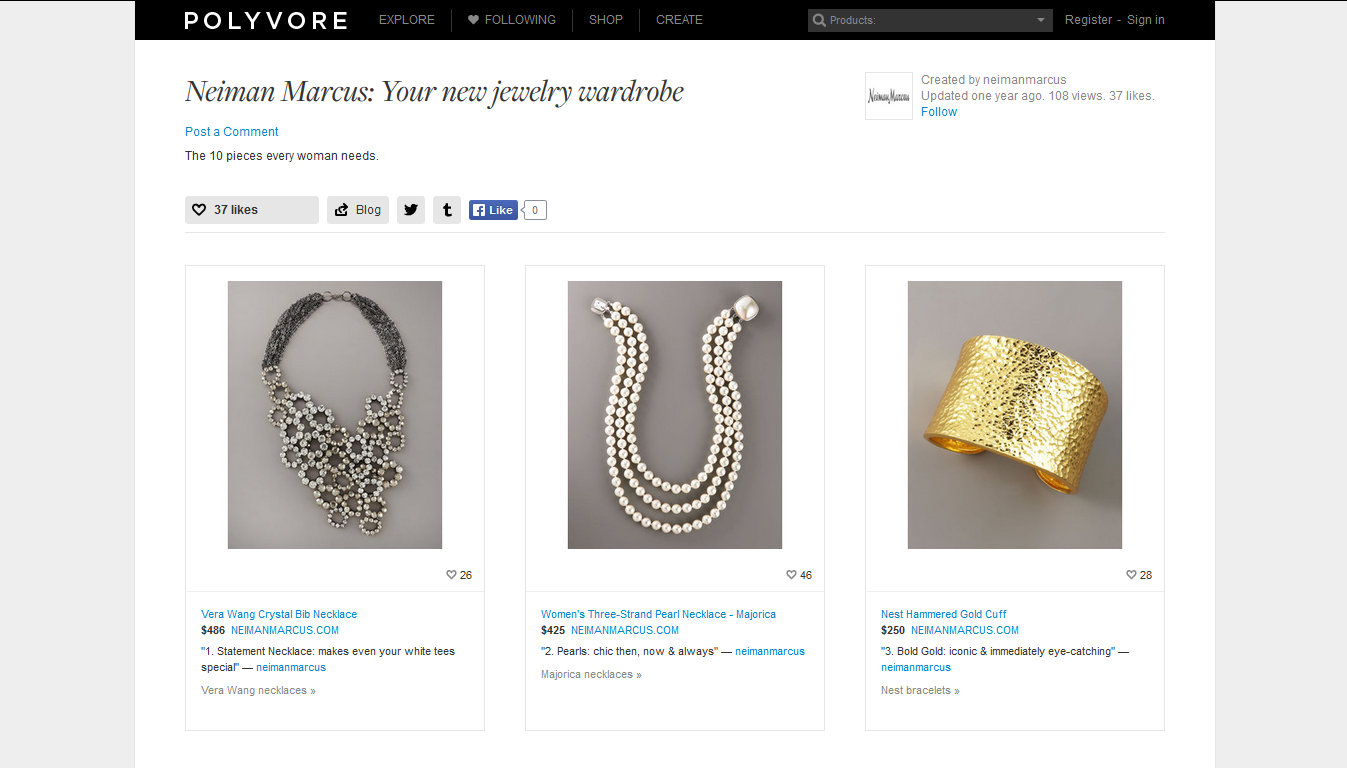 POLYVORE EXPLORE FOLLOWING SHOP CREATE Products: Register - Sign in
Neiman Marcus: Your new jewelry wardrobe
Neiman Marcus
Created by neimanmarcus
Updated one year ago. 108 views. 37 likes.
Follow
Post a Comment
The 10 pieces every woman needs.
37 likes Blog t f Like 0
26
Vera Wang Crystal Bib Necklace
$486 NEIMANMARCUS.COM
"1. Statement Necklace: makes even your white tees
special" — neimanmarcus
Vera Wang necklaces »
46
Women's Three-Strand Pearl Necklace - Majorica
$425 NEIMANMARCUS.COM
"2. Pearls: chic then, now & always" — neimanmarcus
Majorica necklaces »
28
Nest Hammered Gold Cuff
$250 NEIMANMARCUS.COM
"3. Bold Gold: iconic & immediately eye-catching" —
neimanmarcus
Nest bracelets »